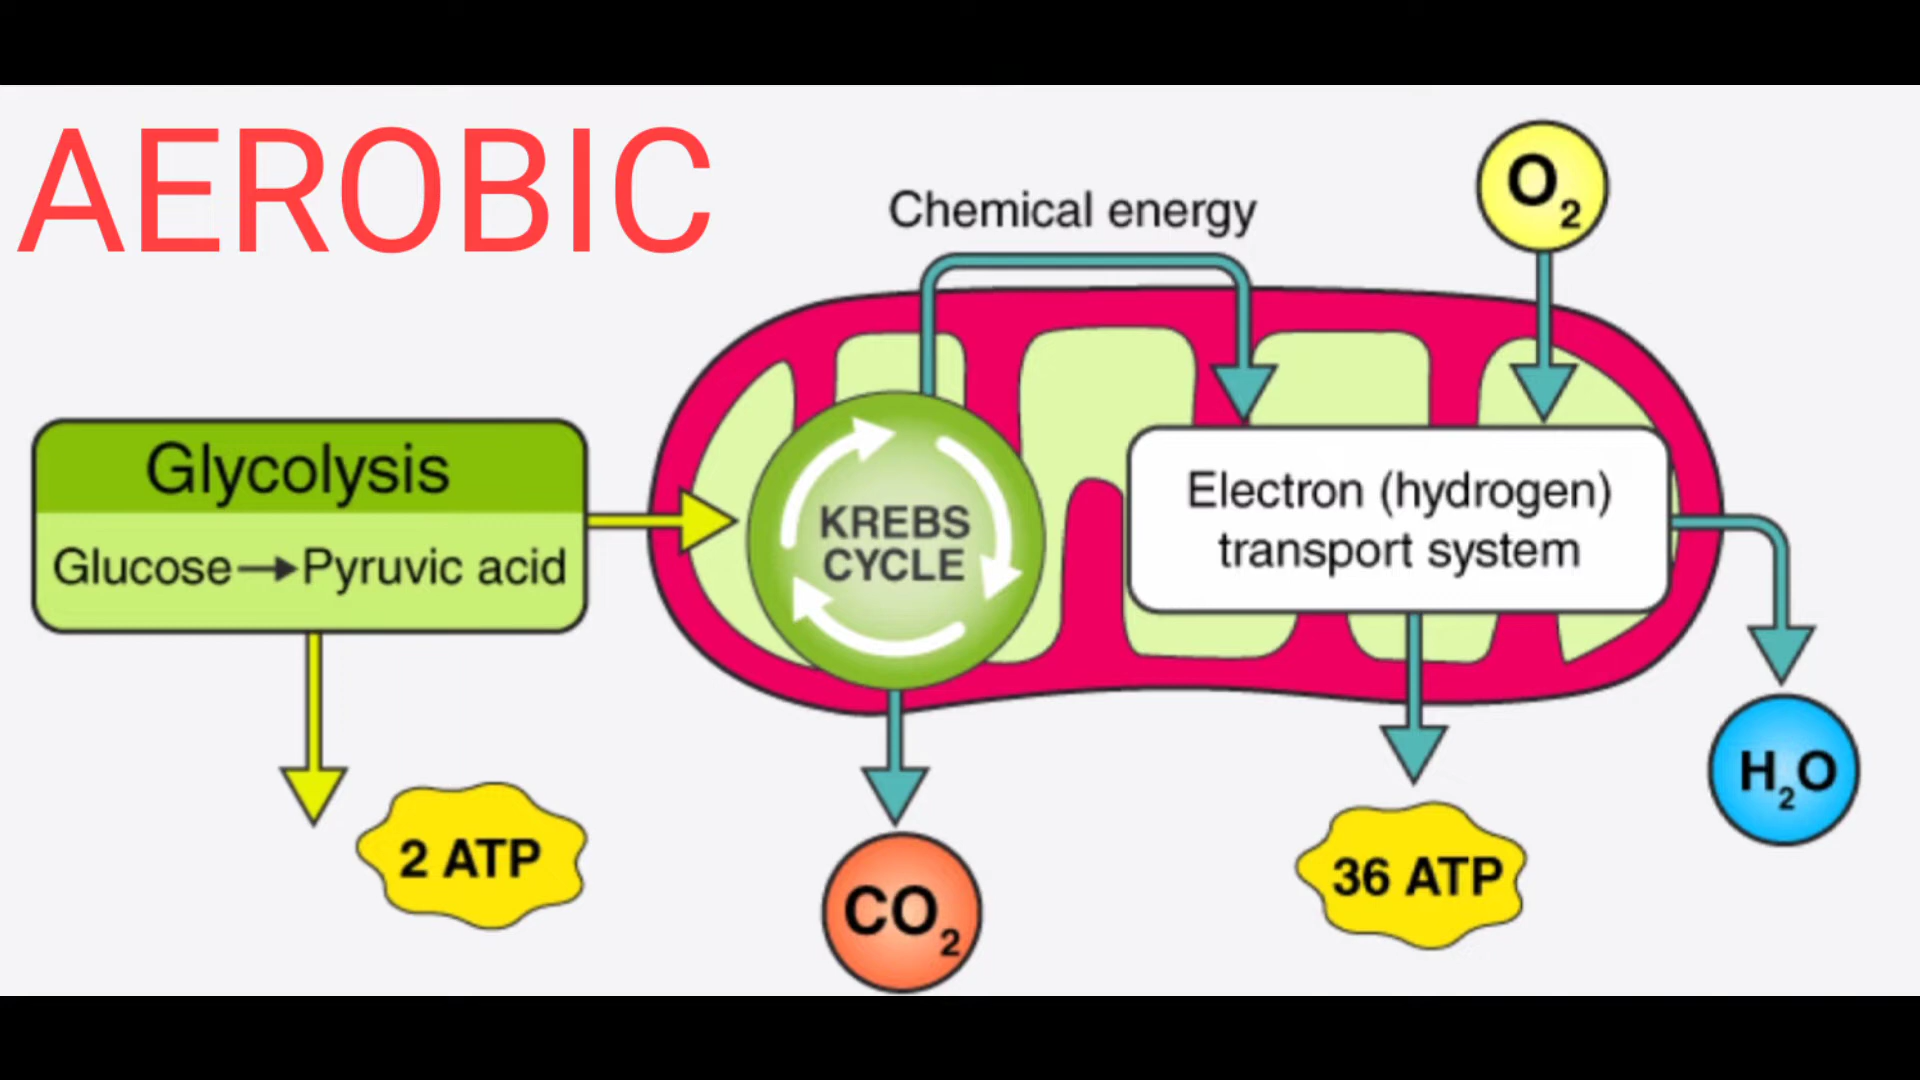 AEROBIC
Chemical energy
O₂
Glycolysis
Glucose→Pyruvic acid
KREBS
CYCLE
Electron (hydrogen)
transport system
2 ATP
CO₂
36 ATP
H₂O